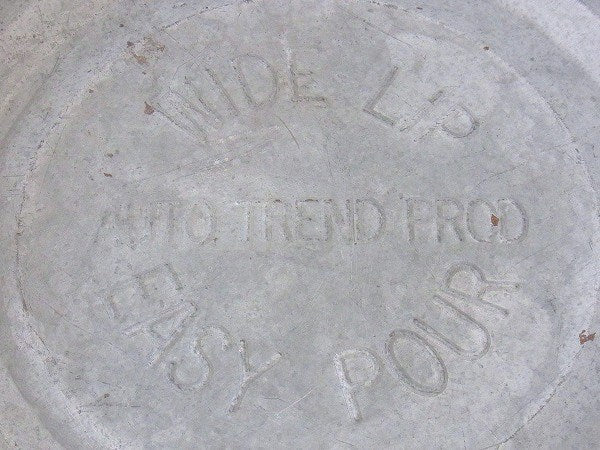 WIDE LIP
AUTO TREND PROD
EASY POUR